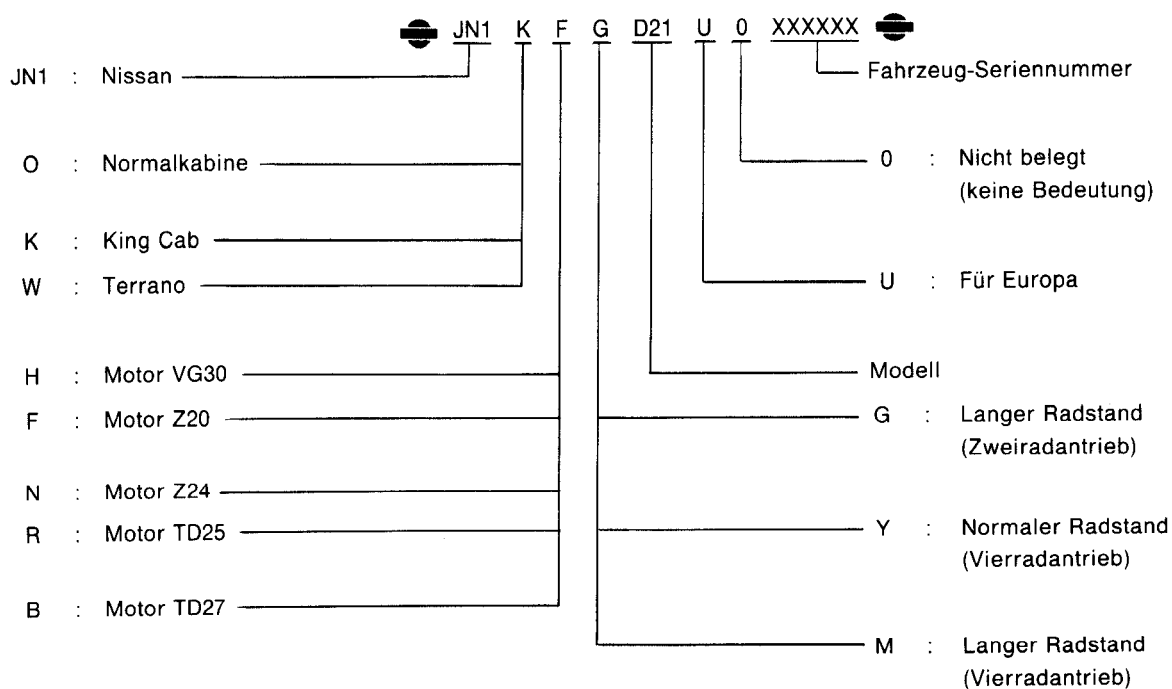 JN1 K F G D21 U 0 XXXXXX
JN1 : Nissan
Fahrzeug-Seriennummer
O : Normalkabine
0 : Nicht belegt
(keine Bedeutung)
K : King Cab
W : Terrano
U : Für Europa
H : Motor VG30
Modell
F : Motor Z20
G : Langer Radstand
(Zweiradantrieb)
N : Motor Z24
R : Motor TD25
Y : Normaler Radstand
(Vierradantrieb)
B : Motor TD27
M : Langer Radstand
(Vierradantrieb)